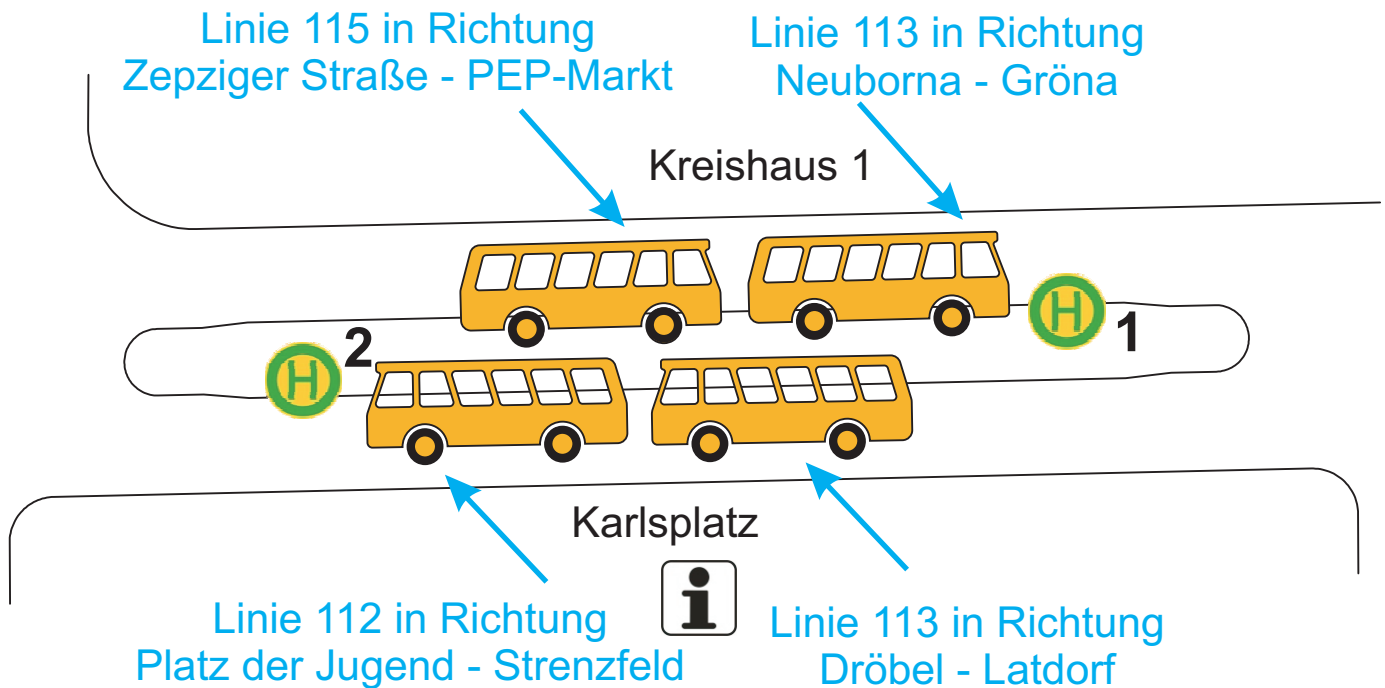 Linie 115 in Richtung
Zepziger Straße - PEP-Markt
Linie 113 in Richtung
Neuborna - Gröna
Kreishaus 1
H
1
H
2
Karlsplatz
i
Linie 112 in Richtung
Platz der Jugend - Strenzfeld
Linie 113 in Richtung
Dröbel - Latdorf